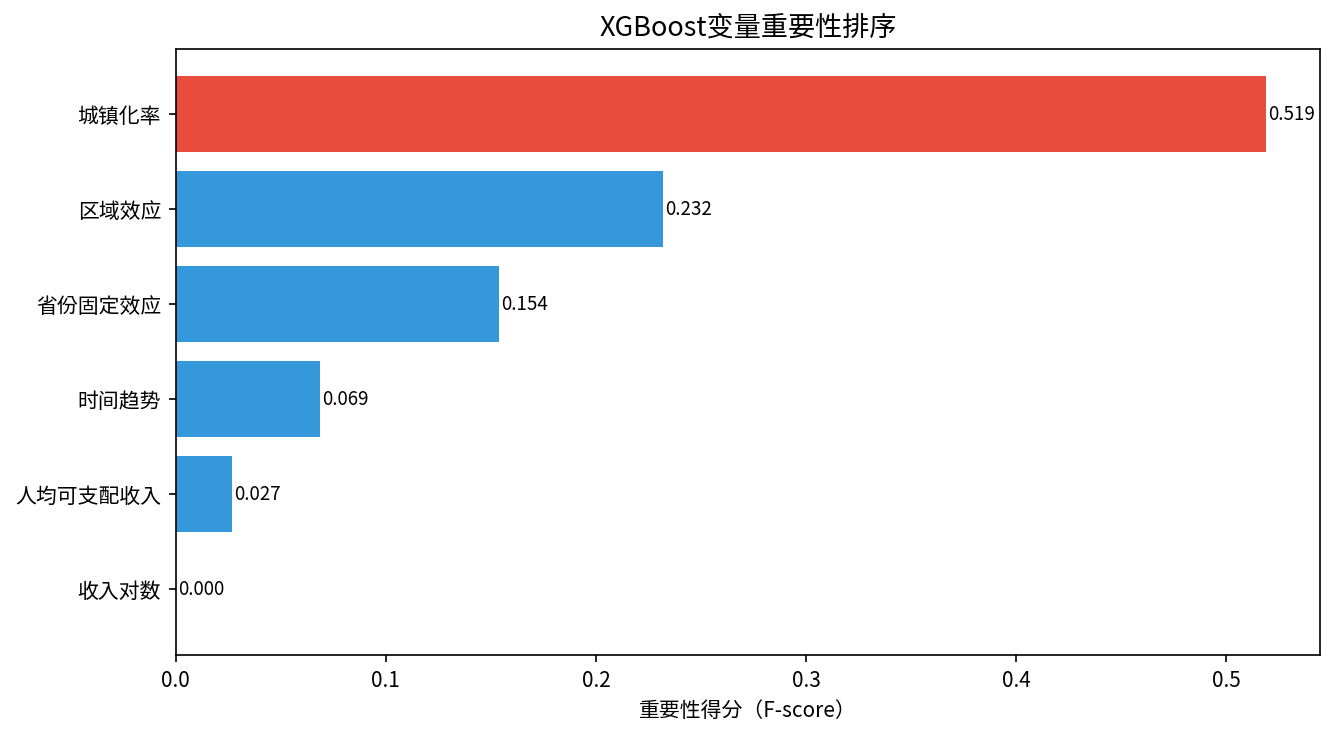 XGBoost变量重要性排序
城镇化率
0.519
区域效应
0.232
省份固定效应
0.154
时间趋势
0.069
人均可支配收入
0.027
收入对数
0.000
0.0 0.1 0.2 0.3 0.4 0.5
重要性得分（F-score）